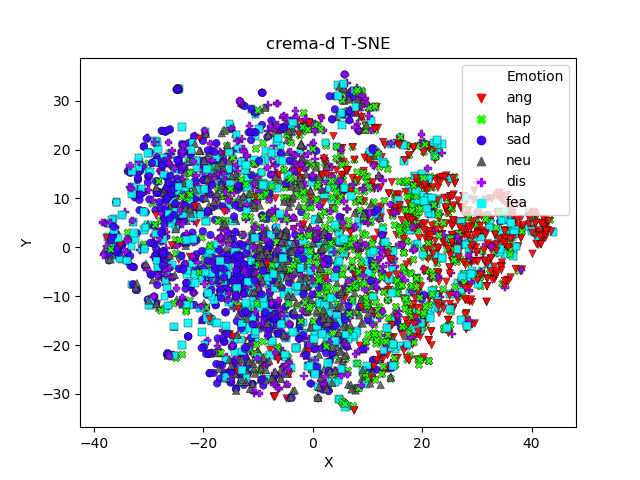 crema-d T-SNE
Emotion
ang
hap
sad
neu
dis
fea
Y
30
20
10
0
−10
−20
−30
−40
−20
0
20
40
X